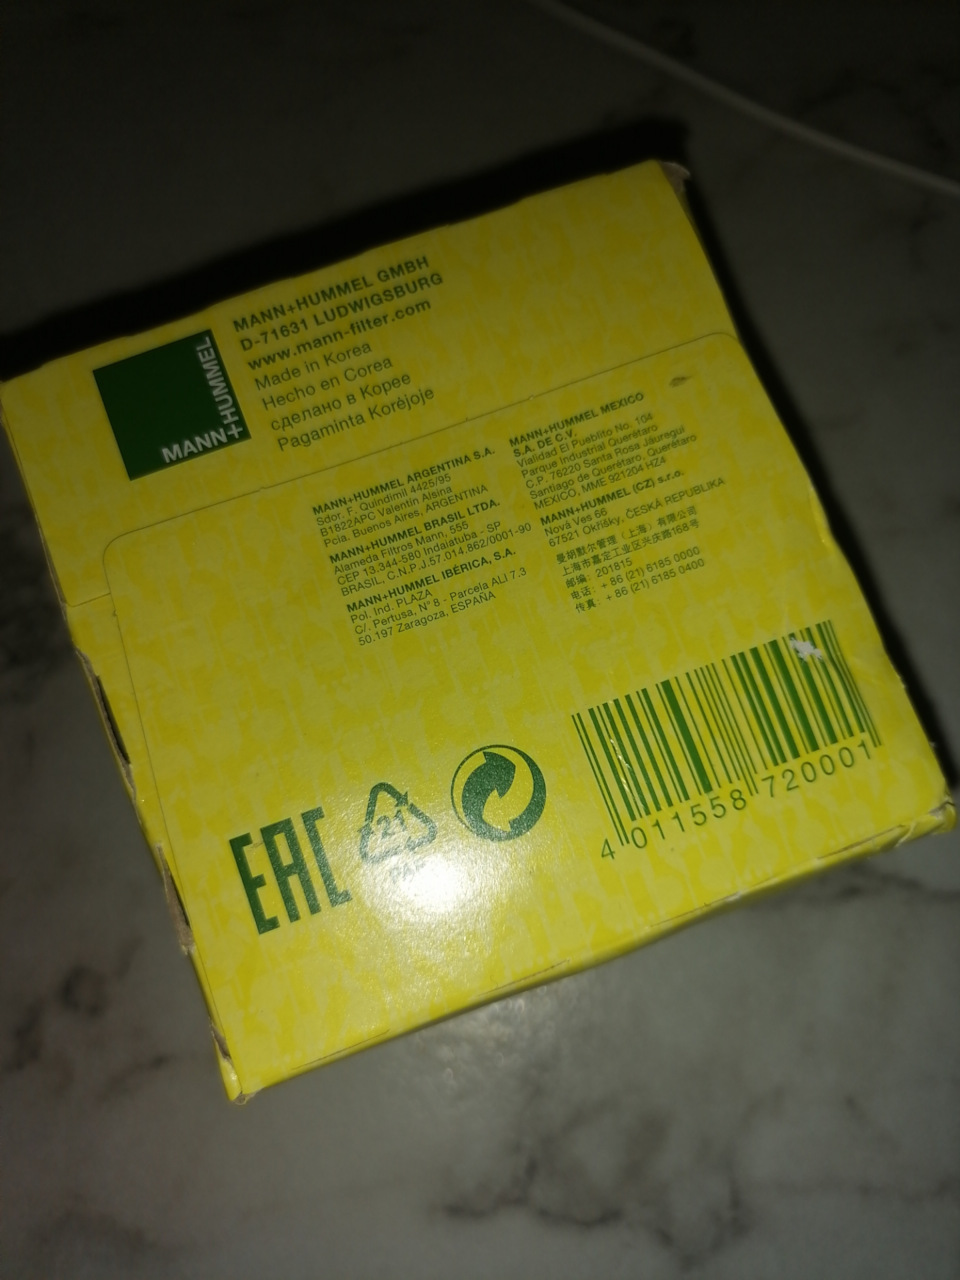 MANN+HUMMEL
MANN+HUMMEL GMBH
D-71631 LUDWIGSBURG
www.mann-filter.com
Made in Korea
Hecho en Corea
сделано в Корее
Pagaminta Korėjoje
MANN+HUMMEL ARGENTINA S.A.
Sdor. F. Quindimil 4425/95
B1822APC Valentin Alsina
Pcia. Buenos Aires, ARGENTINA
MANN+HUMMEL BRASIL LTDA.
Alameda Filtros Mann, 555
CEP 13.344-580 Indaiatuba - SP
BRASIL, C.N.P.J.57.014.862/0001-90
MANN+HUMMEL IBÉRICA, S.A.
Pol. Ind. PLAZA
C/. Pertusa, N° 8 - Parcela ALI 7.3
50.197 Zaragoza, ESPAÑA
MANN+HUMMEL MEXICO
S.A. DE C.V.
Vialidad El Pueblito No. 104
Parque Industrial Querétaro
C.P. 76220 Santa Rosa Jáuregui
Santiago de Querétaro, Querétaro
MEXICO, MME 921204 HZ4
MANN+HUMMEL (CZ) s.r.o.
Nová Ves 66
67521 Okříšky, ČESKÁ REPUBLIKA
曼胡默尔管理（上海）有限公司
上海市嘉定工业区兴庆路168号
邮编: 201815
电话: + 86 (21) 6185 0000
传真: + 86 (21) 6185 0400
EAC
21
PAP
4 011558 720001